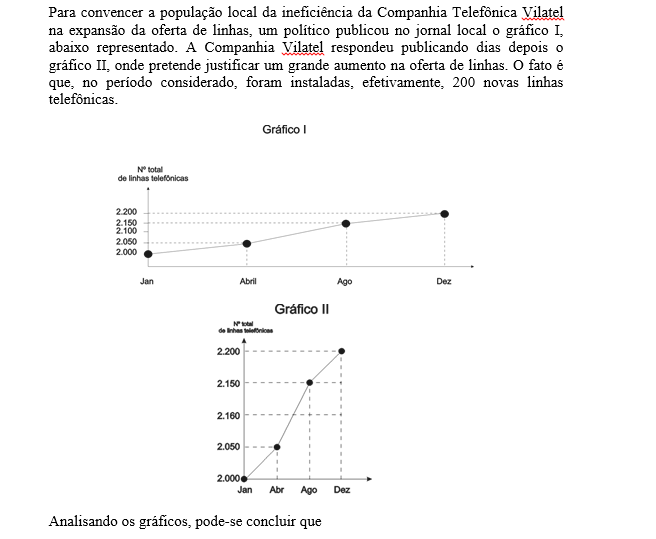 Para convencer a população local da ineficiência da Companhia Telefônica Vilatel
na expansão da oferta de linhas, um político publicou no jornal local o gráfico I,
abaixo representado. A Companhia Vilatel respondeu publicando dias depois o
gráfico II, onde pretende justificar um grande aumento na oferta de linhas. O fato é
que, no período considerado, foram instaladas, efetivamente, 200 novas linhas
telefônicas.
Gráfico I
Nº total
de linhas telefônicas
2.200
2.150
2.100
2.050
2.000
Jan Abril Ago Dez
Gráfico II
Nº total
de linhas telefônicas
2.200
2.150
2.160
2.050
2.000
Jan Abr Ago Dez
Analisando os gráficos, pode-se concluir que